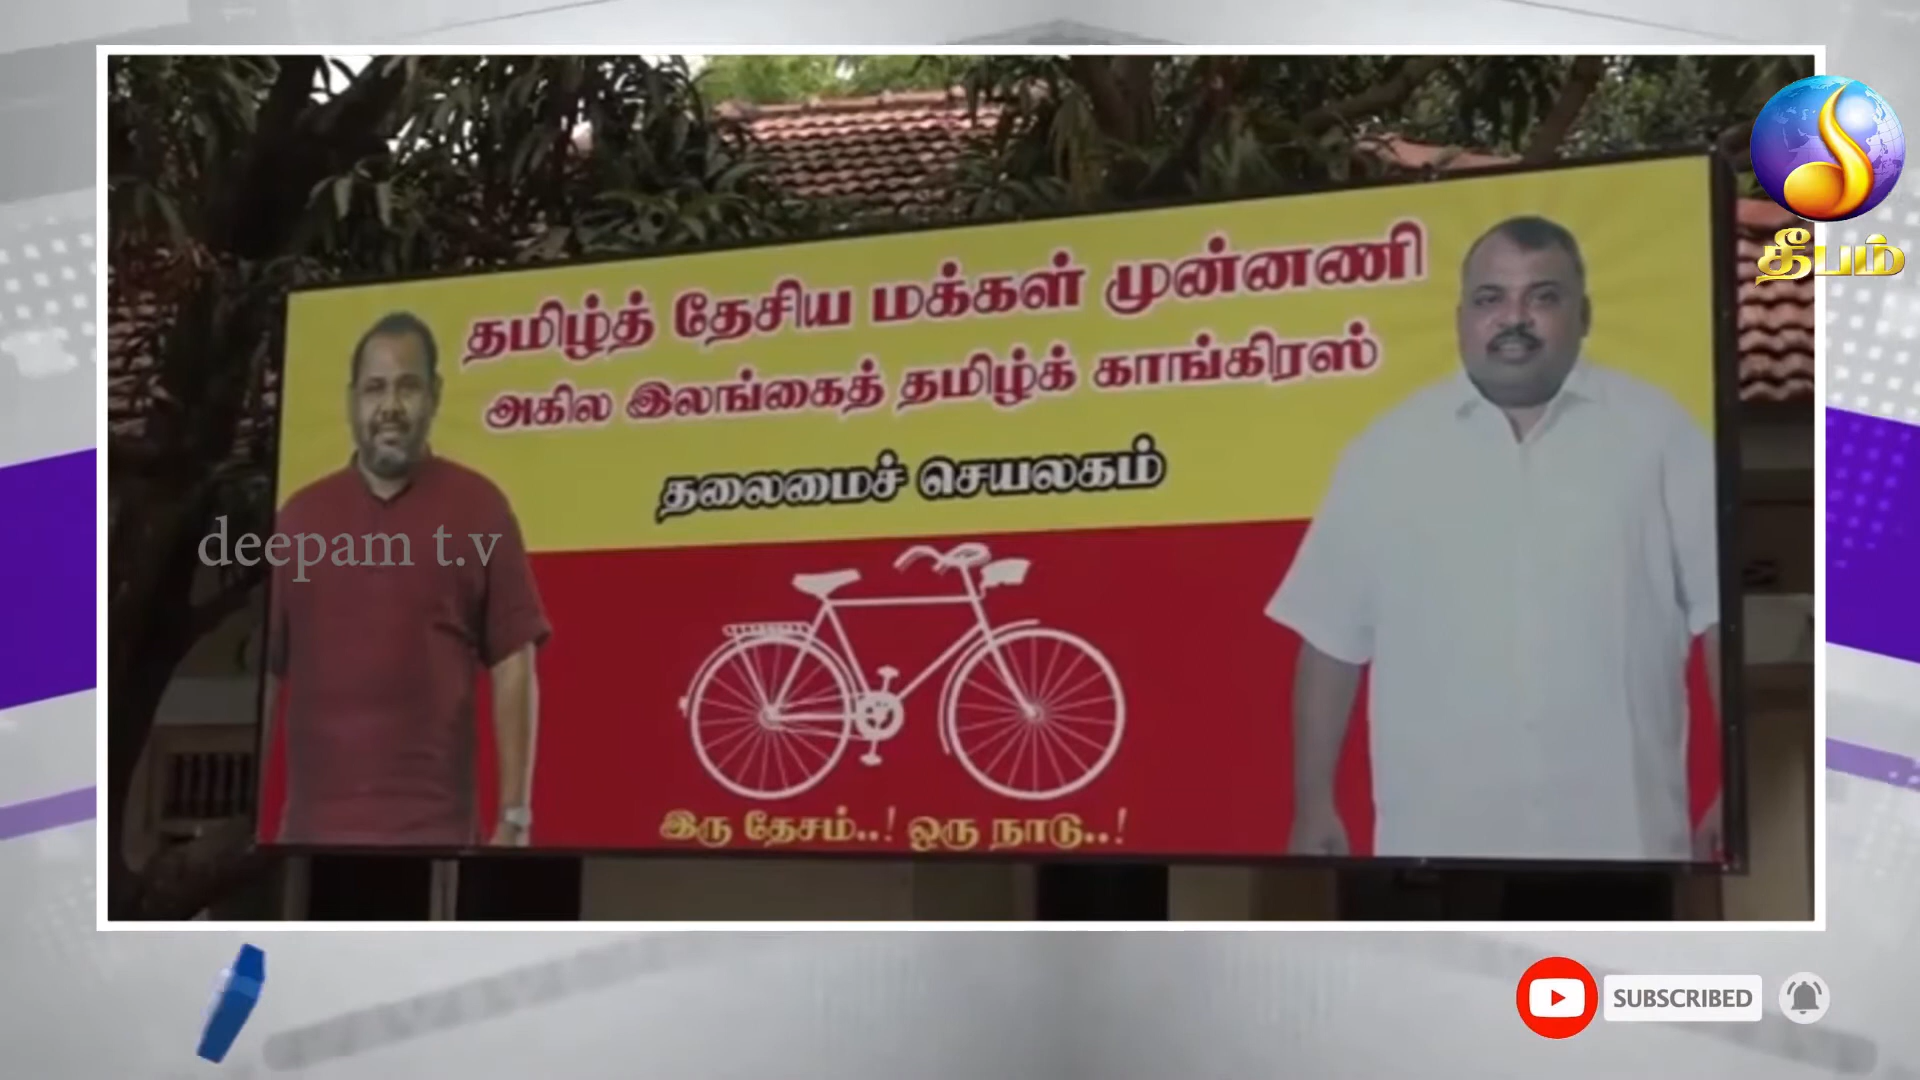 தமிழ்த் தேசிய மக்கள் முன்னணி
அகில இலங்கைத் தமிழ்க் காங்கிரஸ்
தலைமைச் செயலகம்
இரு தேசம்..! ஒரு நாடு..!
deepam t.v
தீபம்
SUBSCRIBED